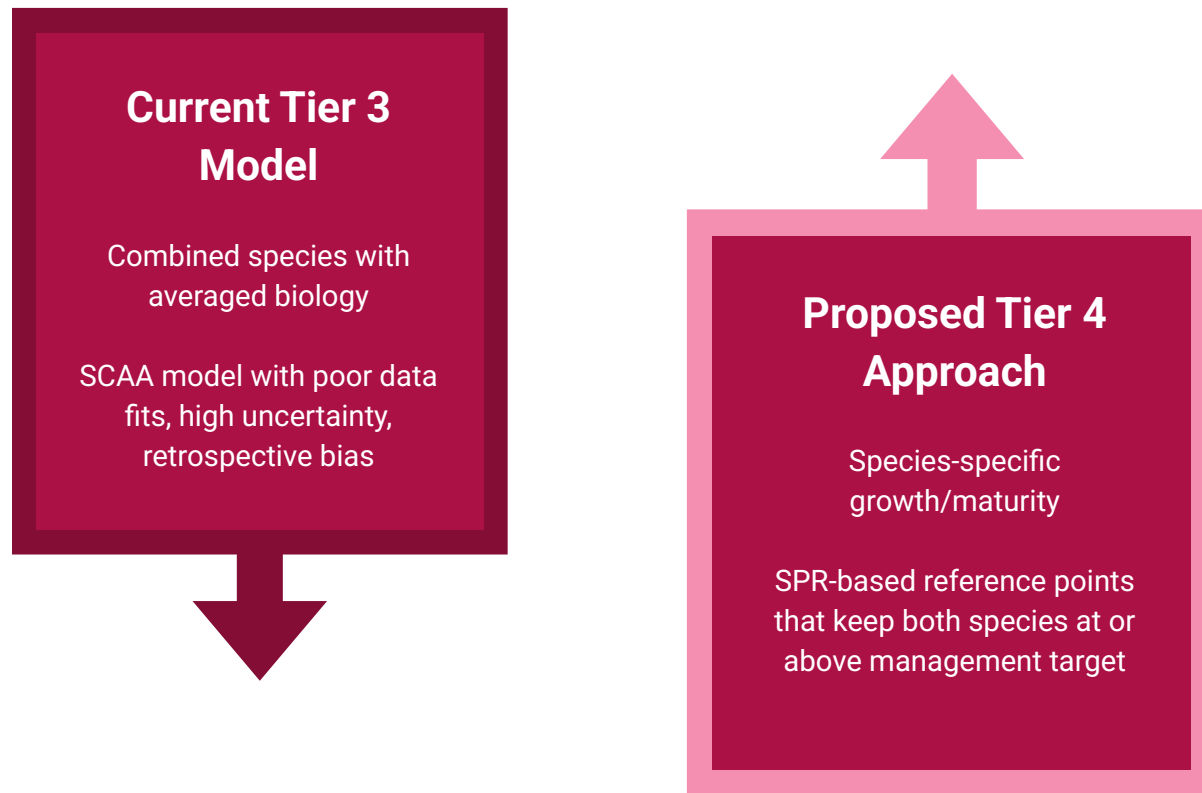 Current Tier 3
Model
Combined species with
averaged biology
SCAA model with poor data
fits, high uncertainty,
retrospective bias
Proposed Tier 4
Approach
Species-specific
growth/maturity
SPR-based reference points
that keep both species at or
above management target